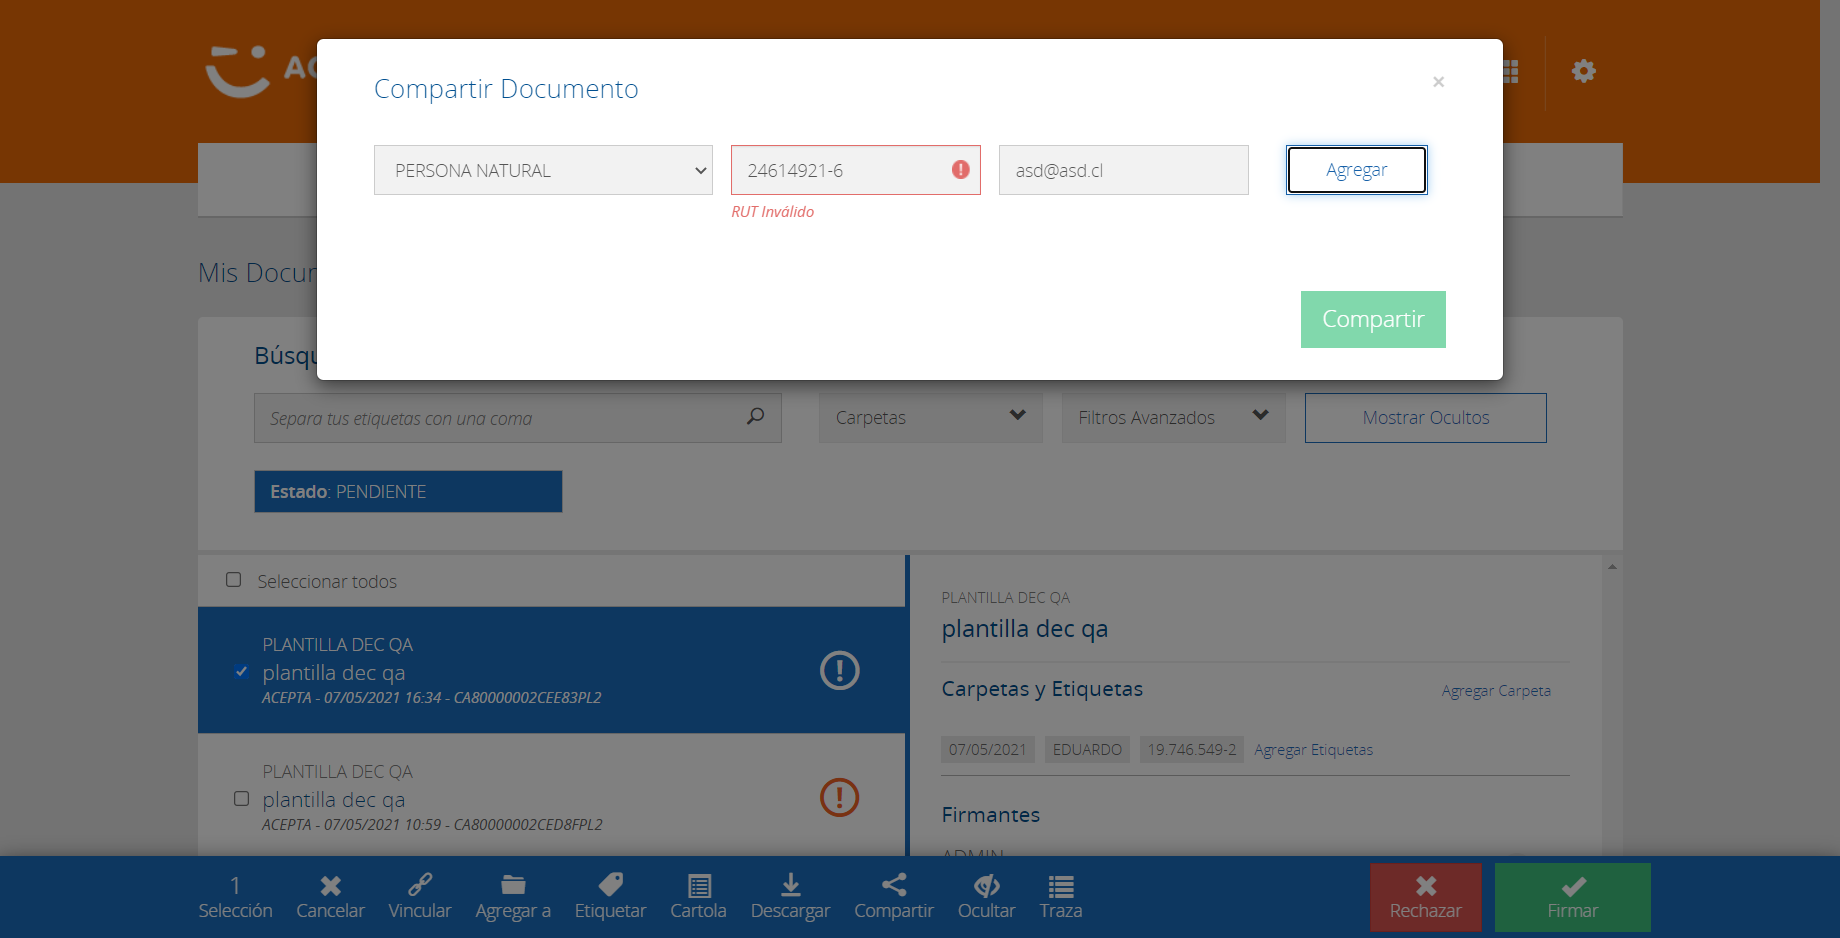 AC
Compartir Documento
×
PERSONA NATURAL
24614921-6
asd@asd.cl
Agregar
RUT Inválido
Compartir
Mis Docu
Búsqu
Separa tus etiquetas con una coma
Carpetas
Filtros Avanzados
Mostrar Ocultos
Estado: PENDIENTE
Seleccionar todos
PLANTILLA DEC QA
plantilla dec qa
ACEPTA - 07/05/2021 16:34 - CA80000002CEE83PL2
PLANTILLA DEC QA
plantilla dec qa
ACEPTA - 07/05/2021 10:59 - CA80000002CED8FPL2
PLANTILLA DEC QA
plantilla dec qa
Carpetas y Etiquetas
Agregar Carpeta
07/05/2021
EDUARDO
19.746.549-2
Agregar Etiquetas
Firmantes
ADMIN
1
Selección
Cancelar
Vincular
Agregar a
Etiquetar
Cartola
Descargar
Compartir
Ocultar
Traza
Rechazar
Firmar